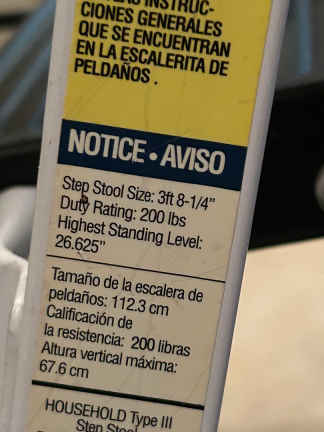 INSTRUC-
CIONES GENERALES
QUE SE ENCUENTRAN
EN LA ESCALERITA DE
PELDAÑOS .
NOTICE • AVISO
Step Stool Size: 3ft 8-1/4"
Duty Rating: 200 lbs
Highest Standing Level:
26.625"
Tamaño de la escalera de
peldaños: 112.3 cm
Calificación de
la resistencia: 200 libras
Altura vertical máxima:
67.6 cm
HOUSEHOLD Type III
Step Stool